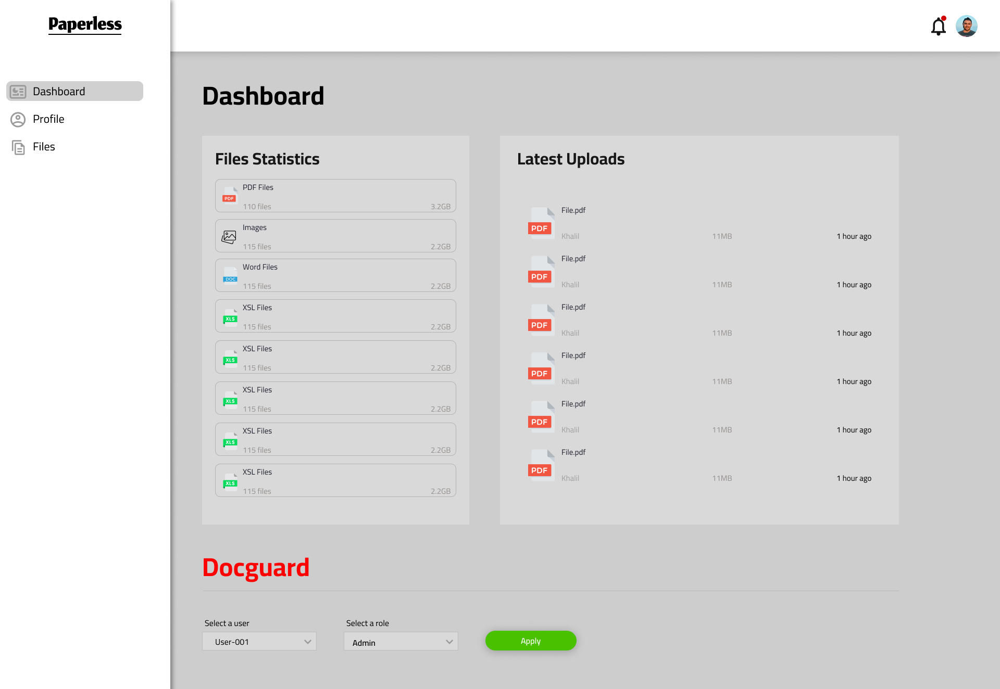 Paperless
Dashboard
Profile
Files
Dashboard
Files Statistics
PDF Files
PDF
110 files 3.2GB
Images
115 files 2.2GB
Word Files
DOC
115 files 2.2GB
XSL Files
XLS
115 files 2.2GB
XSL Files
XLS
115 files 2.2GB
XSL Files
XLS
115 files 2.2GB
XSL Files
XLS
115 files 2.2GB
XSL Files
XLS
115 files 2.2GB
Latest Uploads
File.pdf
PDF
Khalil 11MB 1 hour ago
File.pdf
PDF
Khalil 11MB 1 hour ago
File.pdf
PDF
Khalil 11MB 1 hour ago
File.pdf
PDF
Khalil 11MB 1 hour ago
File.pdf
PDF
Khalil 11MB 1 hour ago
File.pdf
PDF
Khalil 11MB 1 hour ago
Docguard
Select a user Select a role
User-001 Admin Apply